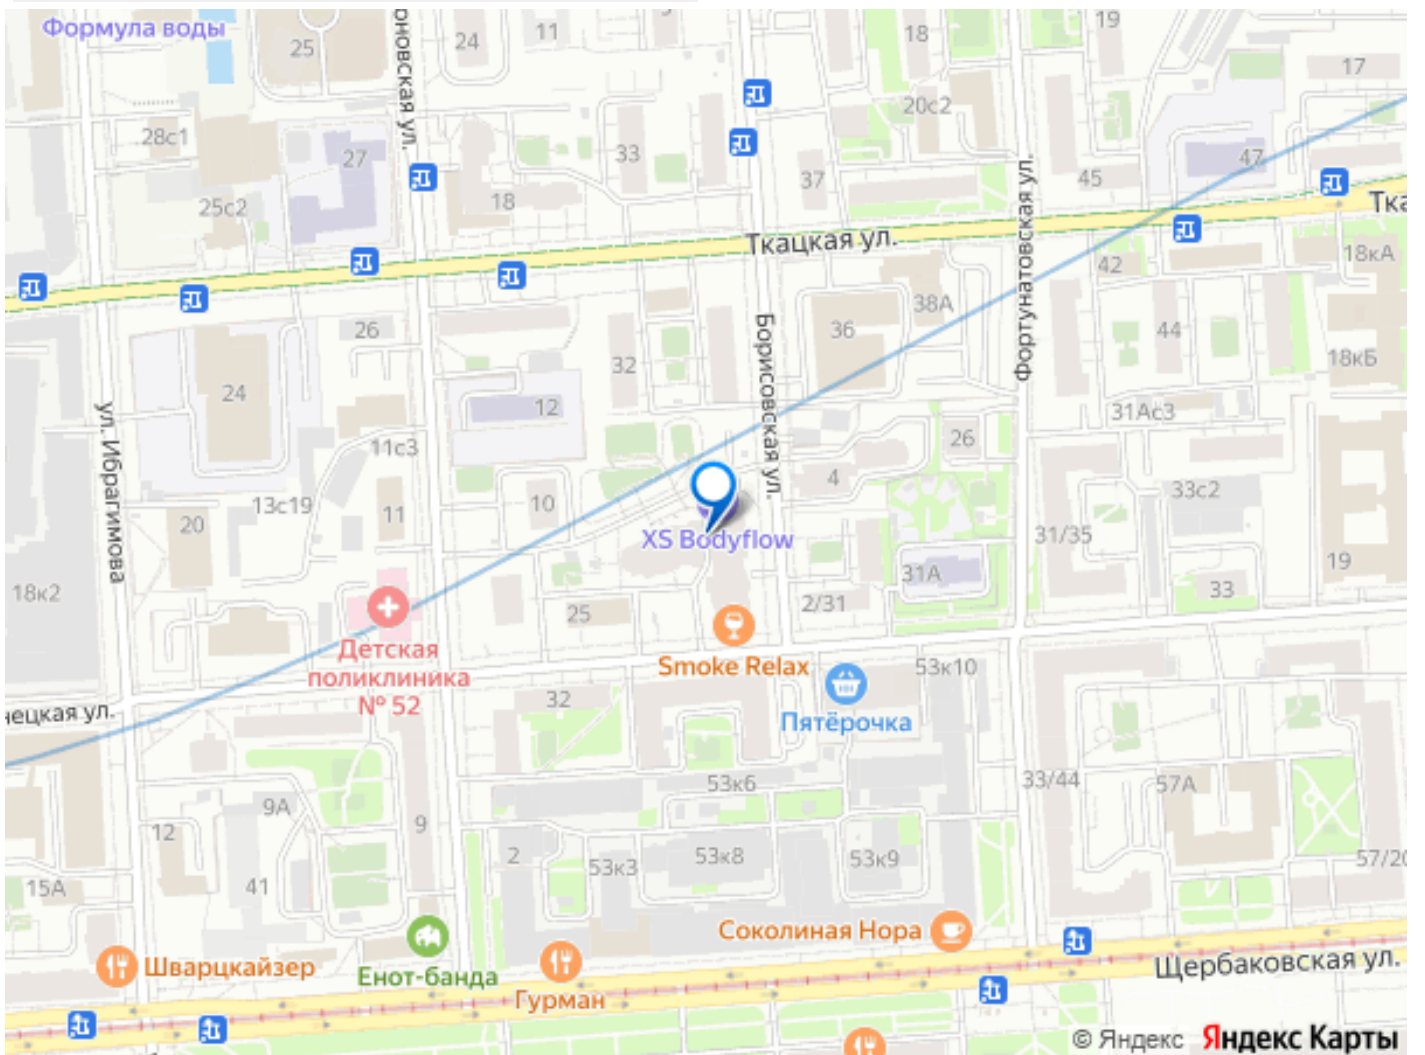 Формула воды
25
24
11
18
19
17
оновская ул.
28с1
27
33
20с2
37
45
47
25с2
18
Ткацкая ул.
Тка
Фортунатовская ул.
42
18кА
38А
26
36
44
32
Борисовская ул.
18кБ
24
12
31Ас3
ул. Ибрагимова
11с3
26
4
33с2
13с19
10
11
20
XS Bodyflow
31/35
19
31А
33
18к2
25
2/31
Детская
поликлиника
№ 52
Smoke Relax
53к10
нецкая ул.
32
Пятёрочка
53к6
33/44
57А
9А
12
9
2
53к3
53к8
53к9
57/20
15А
41
Соколиная Нора
Шварцкайзер
Енот-банда
Гурман
Щербаковская ул.
© Яндекс Яндекс Карты